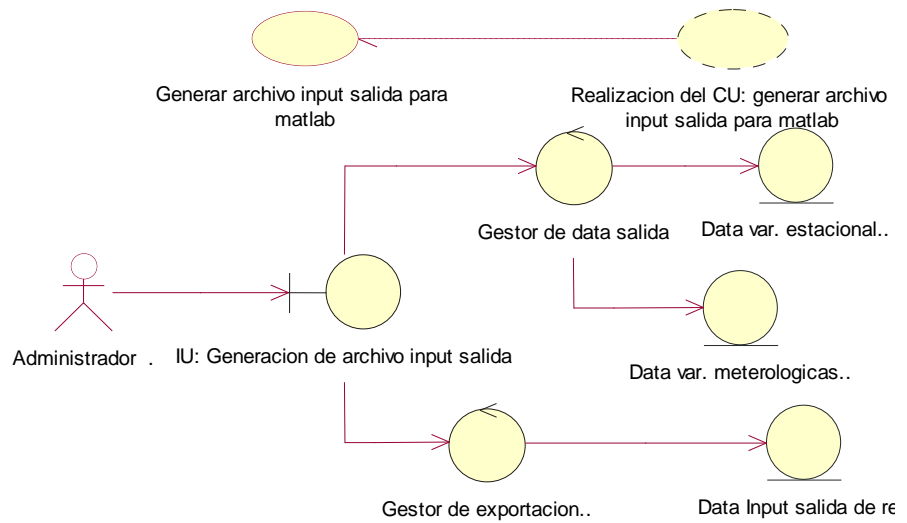 Generar archivo input salida para
matlab
Realizacion del CU: generar archivo
input salida para matlab
Gestor de data salida
Data var. estacional..
Administrador .
IU: Generacion de archivo input salida
Data var. meterologicas..
Gestor de exportacion..
Data Input salida de re